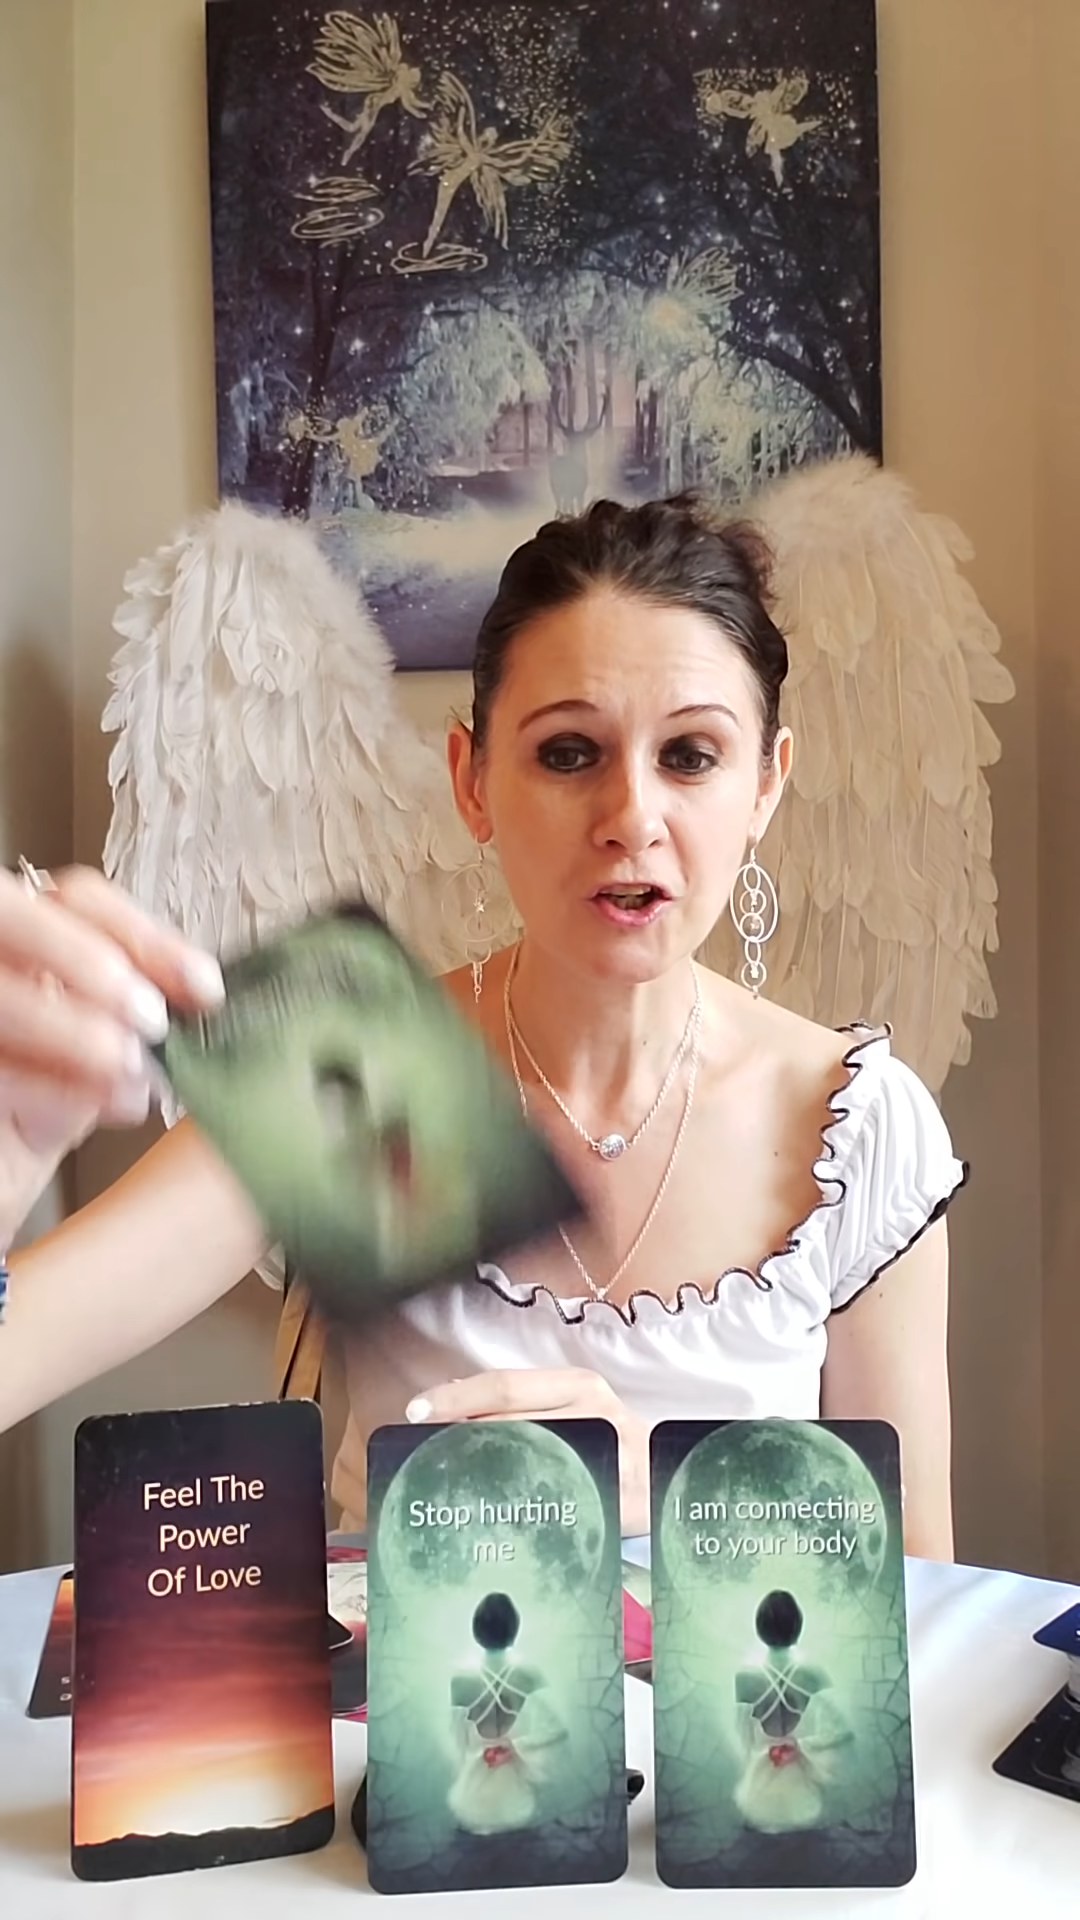 Feel The
Power
Of Love
Stop hurting
me
I am connecting
to your body